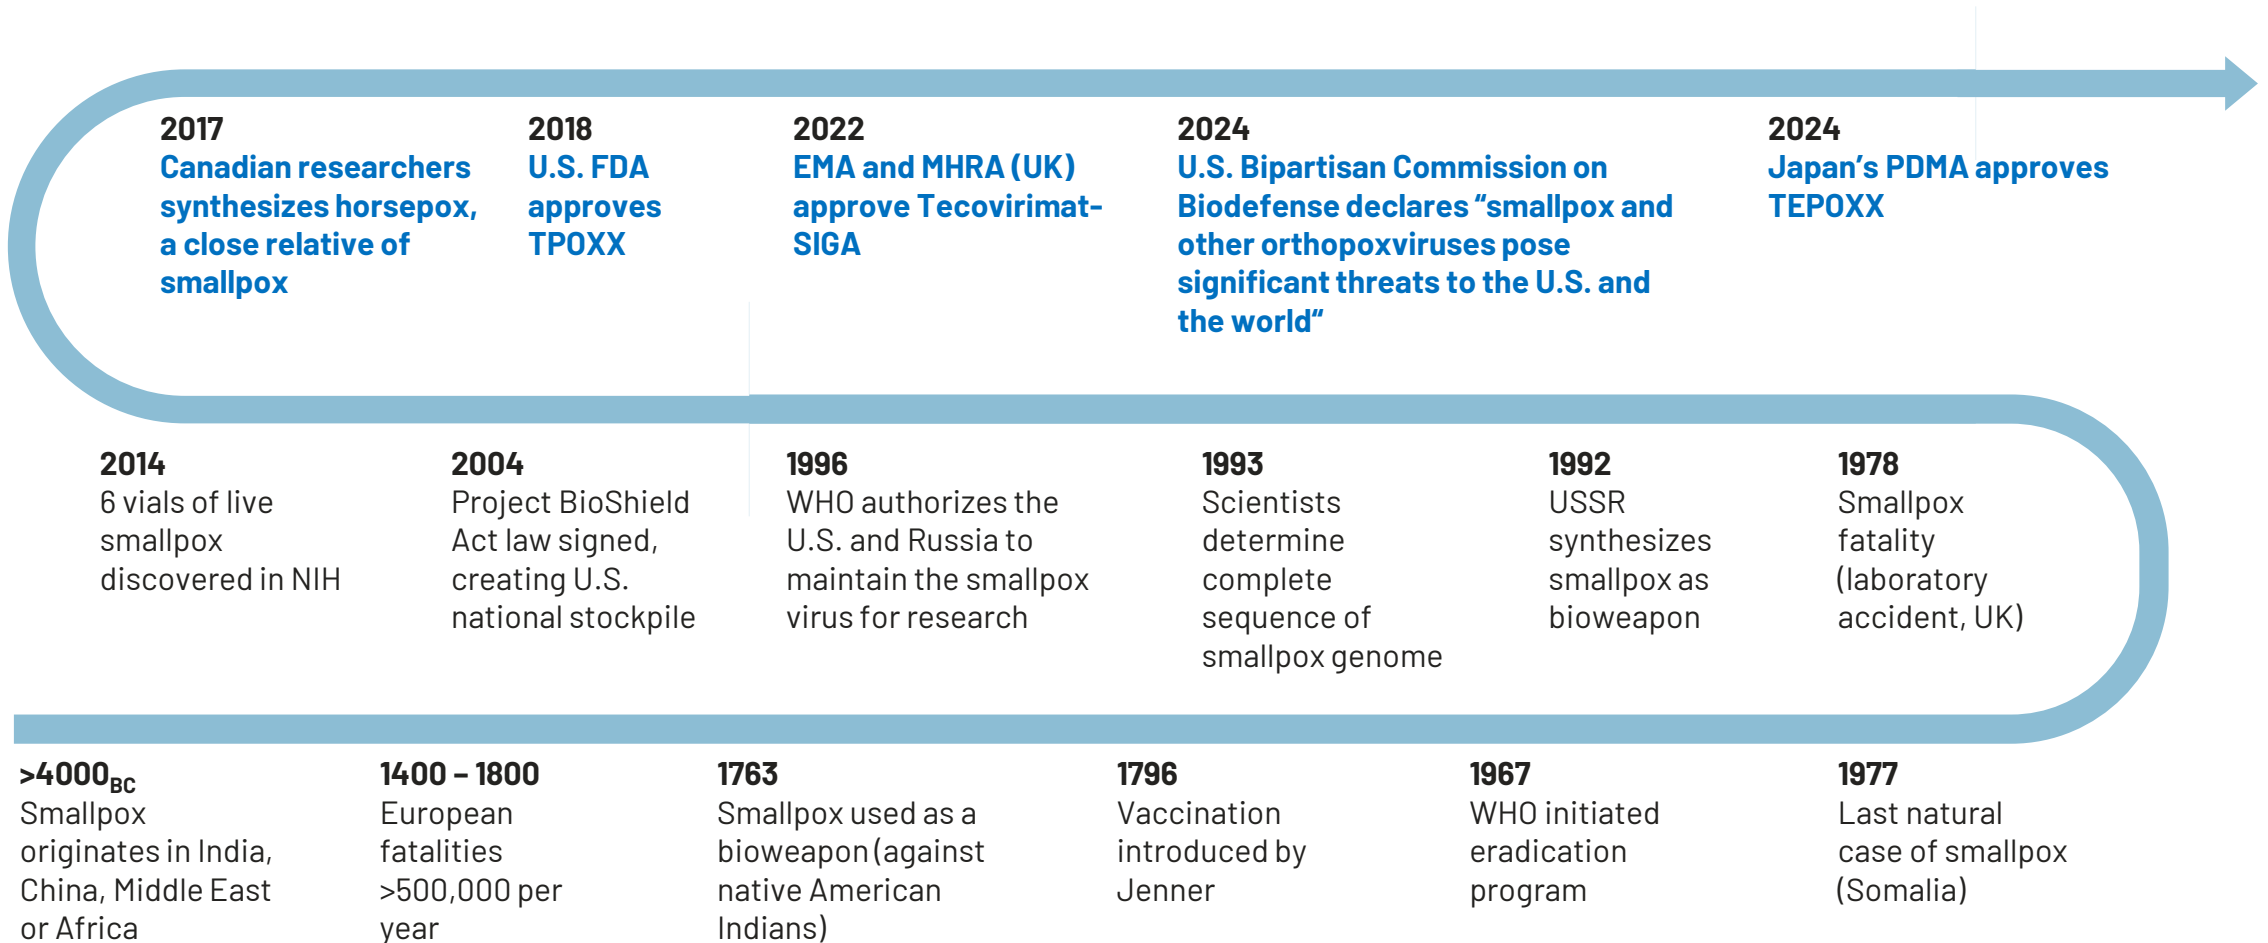 2017
Canadian researchers
synthesizes horsepox,
a close relative of
smallpox
2018
U.S. FDA
approves
TPOXX
2022
EMA and MHRA (UK)
approve Tecovirimat-
SIGA
2024
U.S. Bipartisan Commission on
Biodefense declares “smallpox and
other orthopoxviruses pose
significant threats to the U.S. and
the world“
2024
Japan’s PDMA approves
TEPOXX
2014
6 vials of live
smallpox
discovered in NIH
2004
Project BioShield
Act law signed,
creating U.S.
national stockpile
1996
WHO authorizes the
U.S. and Russia to
maintain the smallpox
virus for research
1993
Scientists
determine
complete
sequence of
smallpox genome
1992
USSR
synthesizes
smallpox as
bioweapon
1978
Smallpox
fatality
(laboratory
accident, UK)
>4000BC
Smallpox
originates in India,
China, Middle East
or Africa
1400 – 1800
European
fatalities
>500,000 per
year
1763
Smallpox used as a
bioweapon (against
native American
Indians)
1796
Vaccination
introduced by
Jenner
1967
WHO initiated
eradication
program
1977
Last natural
case of smallpox
(Somalia)